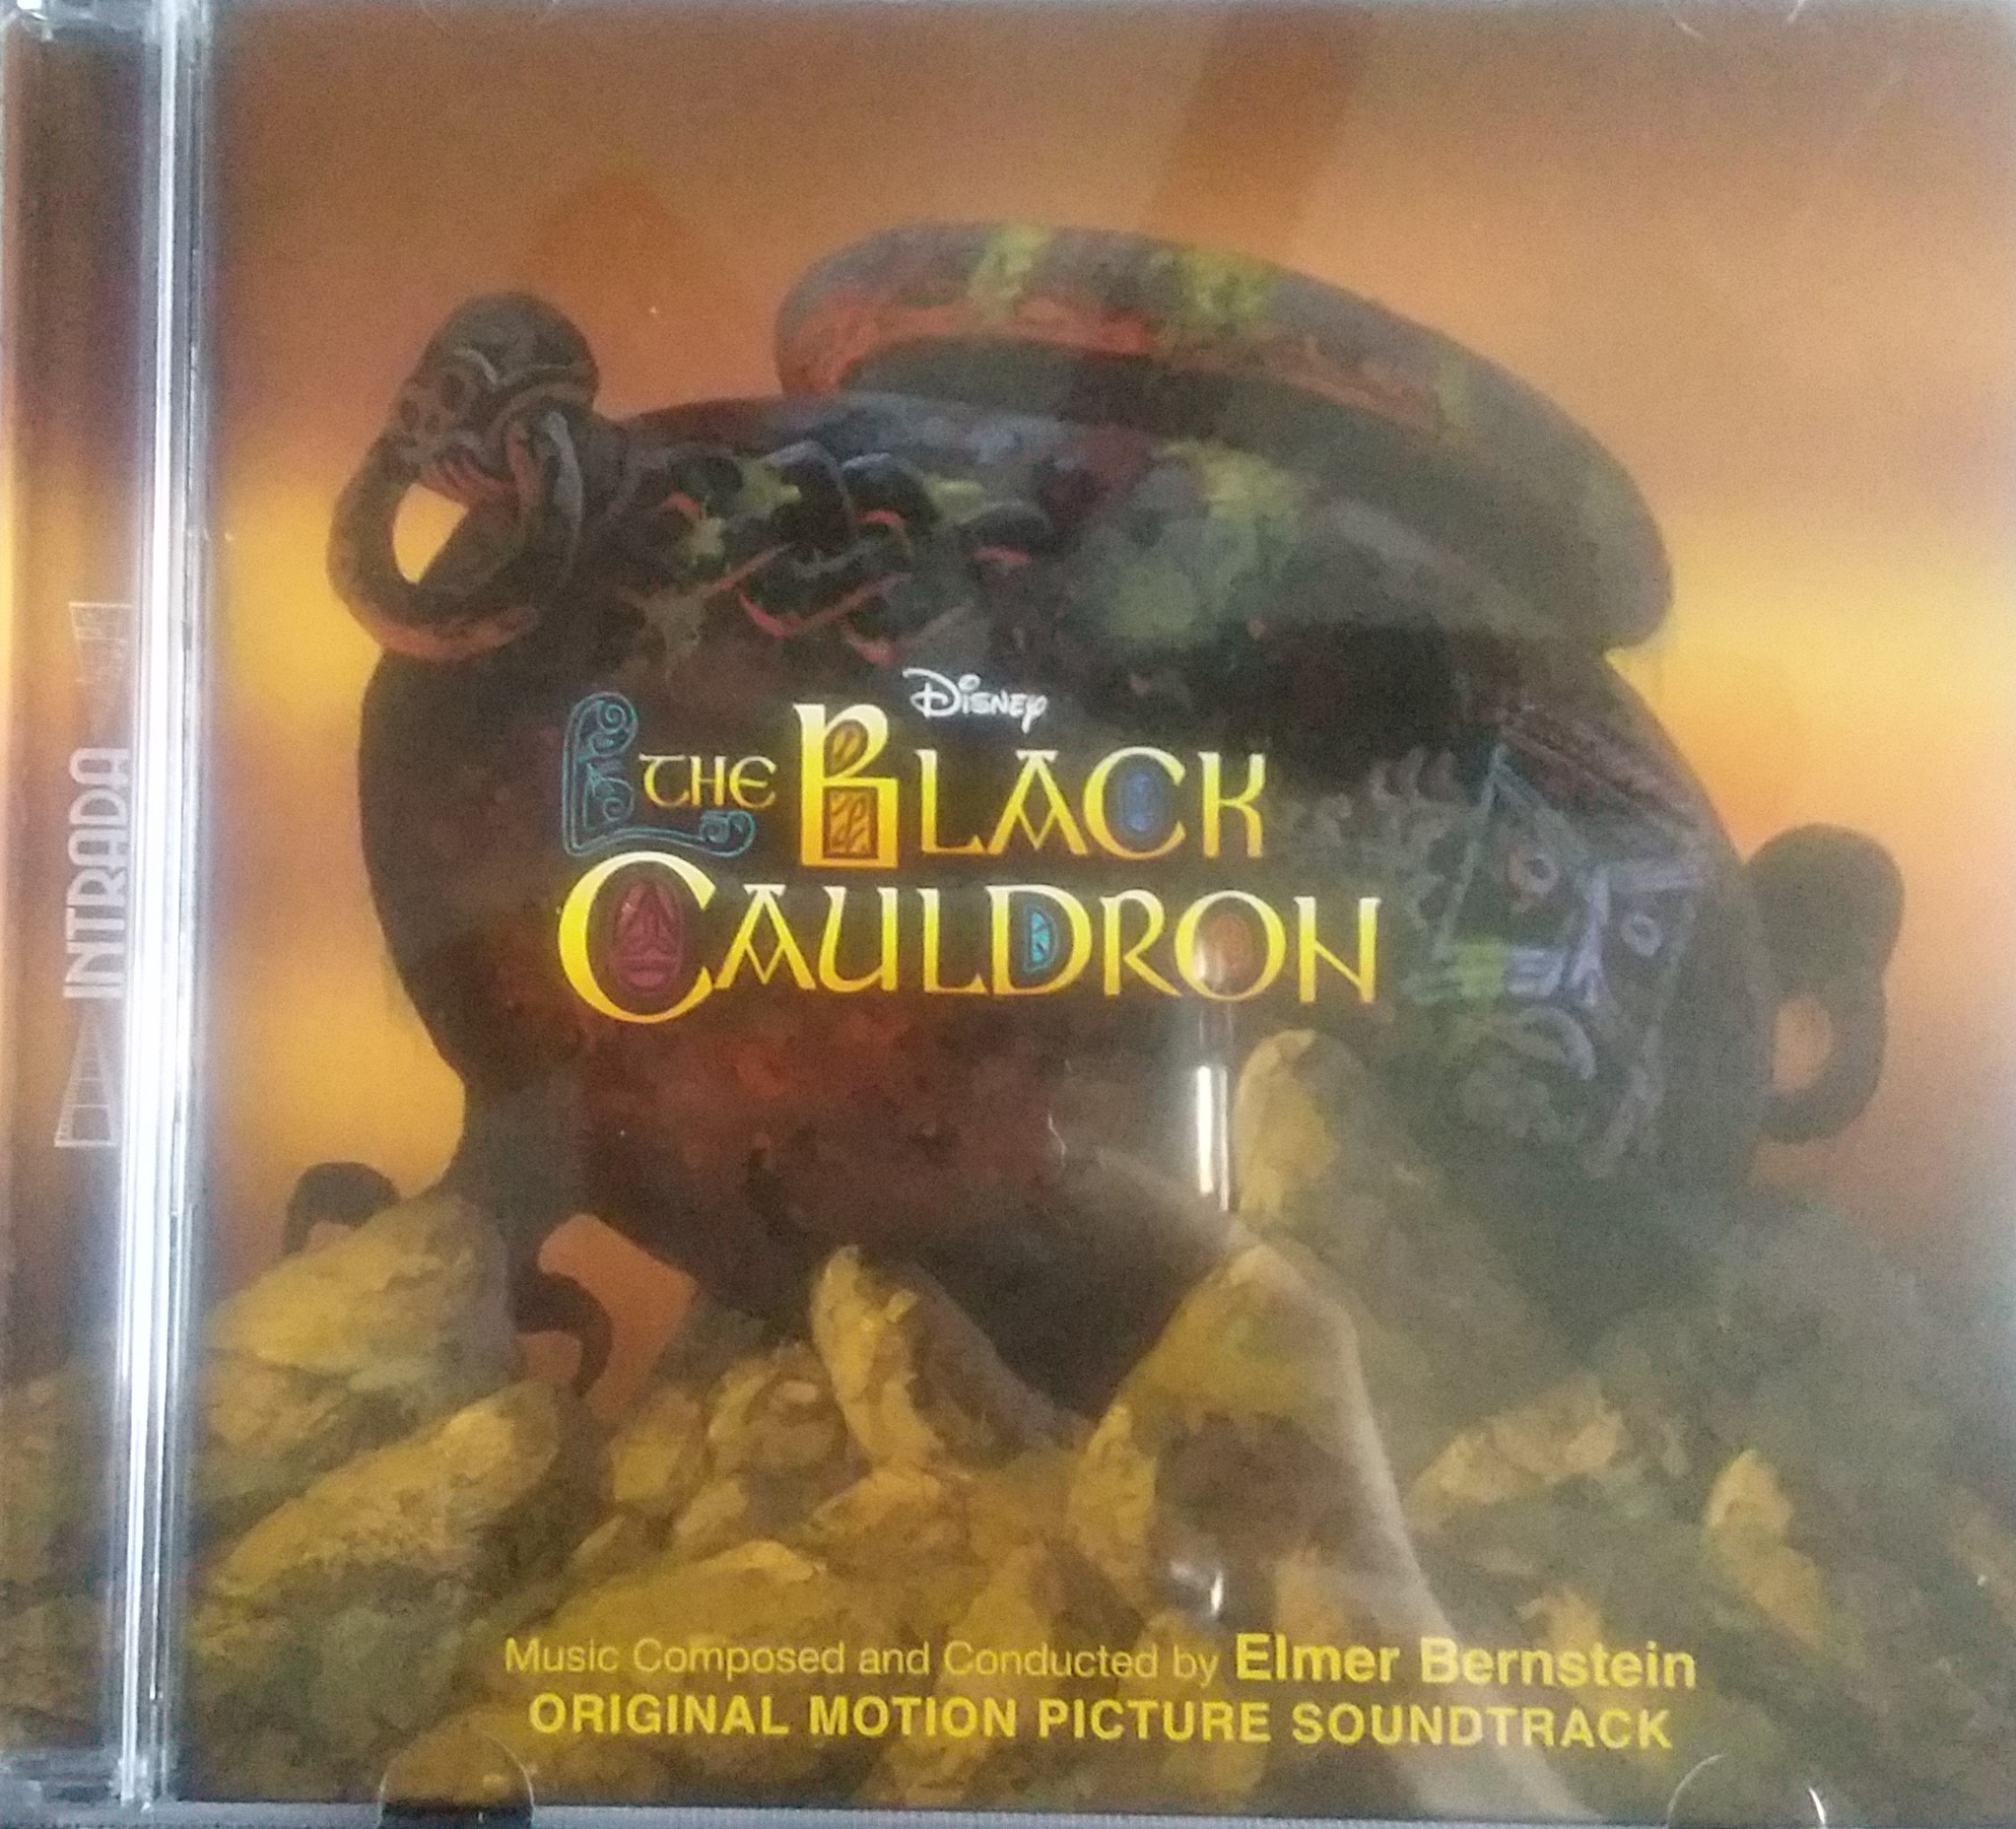 INTRADA
Disney
THE BLACK
CAULDRON
Music Composed and Conducted by Elmer Bernstein
ORIGINAL MOTION PICTURE SOUNDTRACK